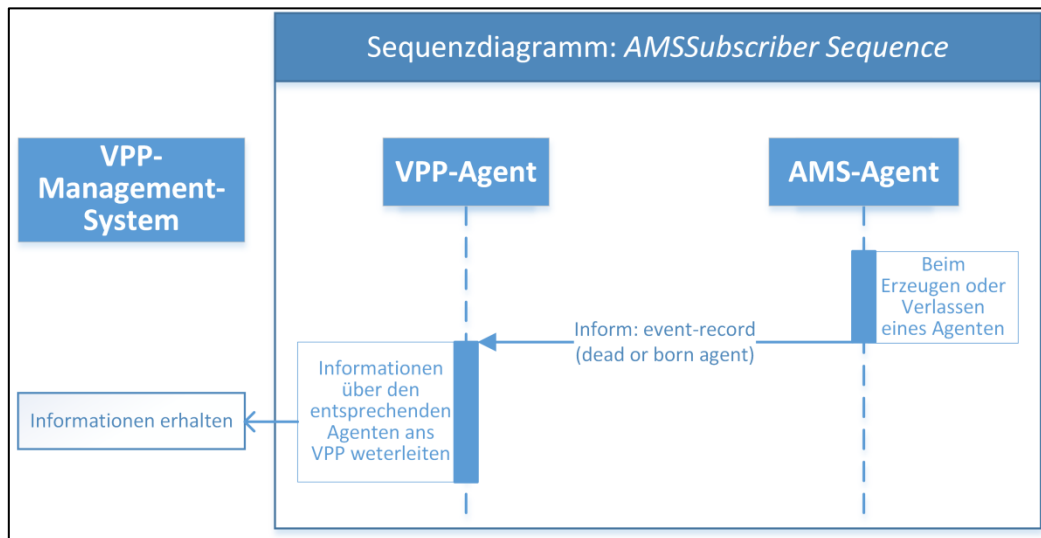 Sequenzdiagramm: AMSSubscriber Sequence
VPP-
Management-
System
VPP-Agent
AMS-Agent
Beim
Erzeugen oder
Verlassen
eines Agenten
Inform: event-record
(dead or born agent)
Informationen
über den
entsprechenden
Agenten ans
VPP weterleiten
Informationen erhalten